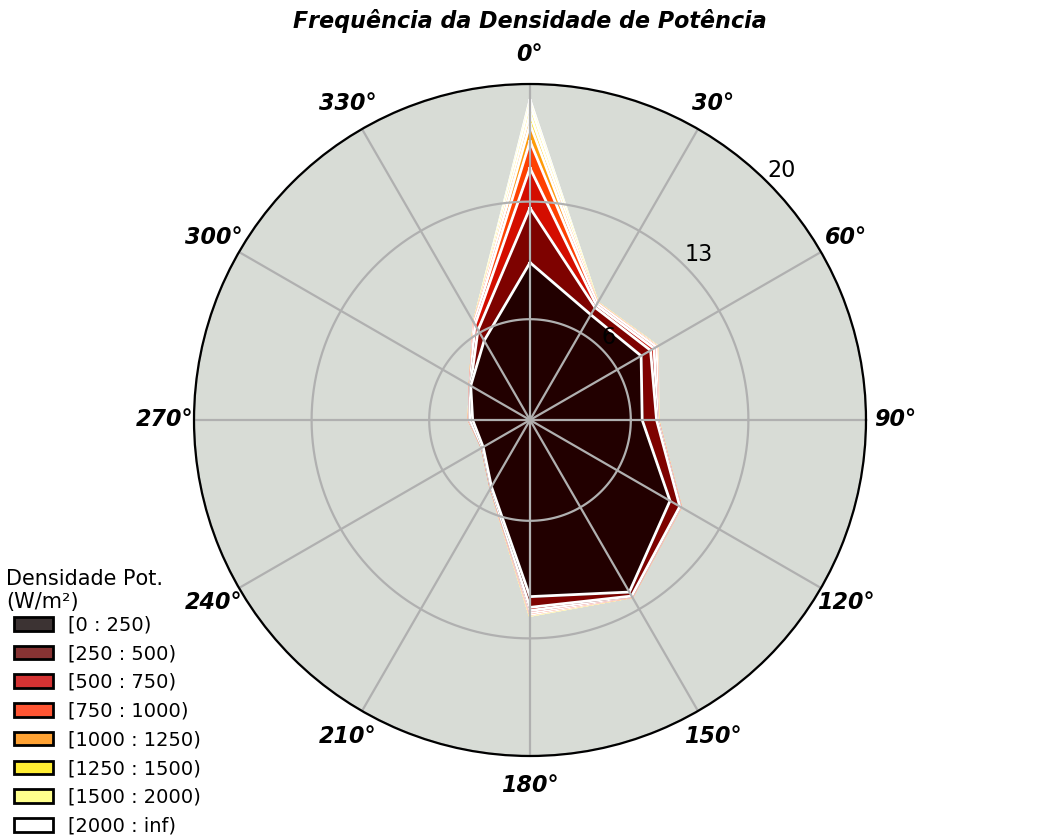 Frequência da Densidade de Potência
0°
30°
60°
90°
120°
150°
180°
210°
240°
270°
300°
330°
6
13
20
Densidade Pot.
(W/m²)
[0 : 250)
[250 : 500)
[500 : 750)
[750 : 1000)
[1000 : 1250)
[1250 : 1500)
[1500 : 2000)
[2000 : inf)